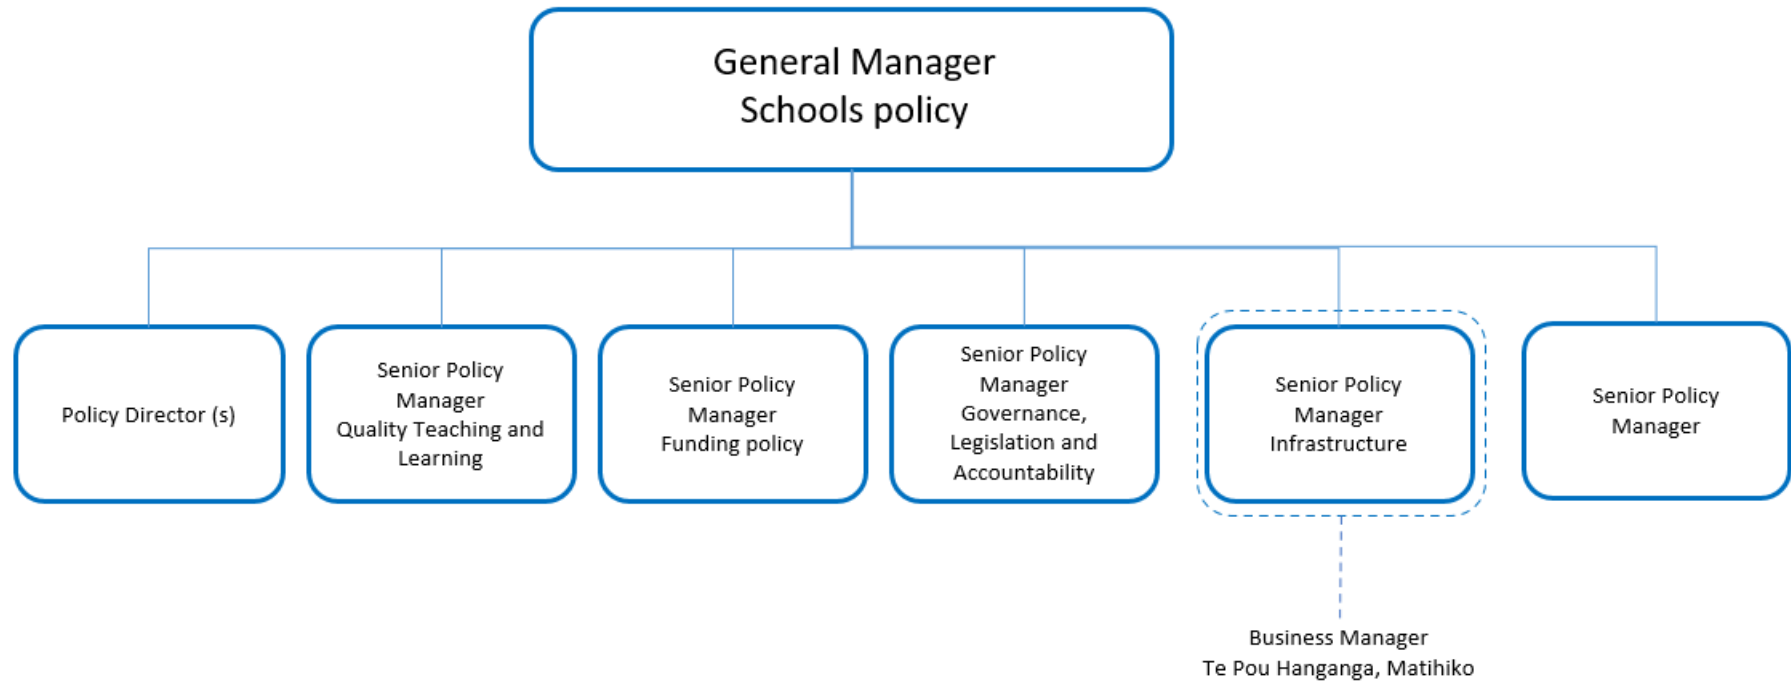 General Manager
Schools policy
Policy Director (s)
Senior Policy
Manager
Quality Teaching and
Learning
Senior Policy
Manager
Funding policy
Senior Policy
Manager
Governance,
Legislation and
Accountability
Senior Policy
Manager
Infrastructure
Senior Policy
Manager
Business Manager
Te Pou Hanganga, Matihiko